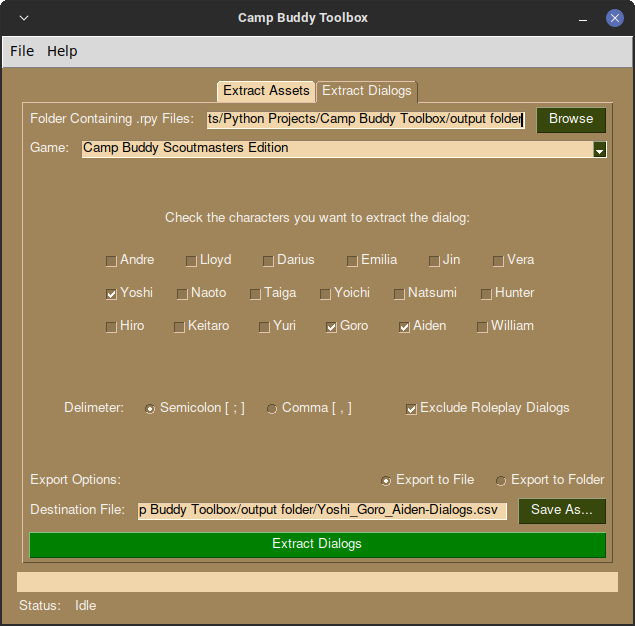 Camp Buddy Toolbox
File Help
Extract Assets Extract Dialogs
Folder Containing .rpy Files: ts/Python Projects/Camp Buddy Toolbox/output folder Browse
Game: Camp Buddy Scoutmasters Edition
Check the characters you want to extract the dialog:
Andre Lloyd Darius Emilia Jin Vera
Yoshi Naoto Taiga Yoichi Natsumi Hunter
Hiro Keitaro Yuri Goro Aiden William
Delimeter: Semicolon [ ; ] Comma [ , ] Exclude Roleplay Dialogs
Export Options: Export to File Export to Folder
Destination File: p Buddy Toolbox/output folder/Yoshi_Goro_Aiden-Dialogs.csv Save As...
Extract Dialogs
Status: Idle